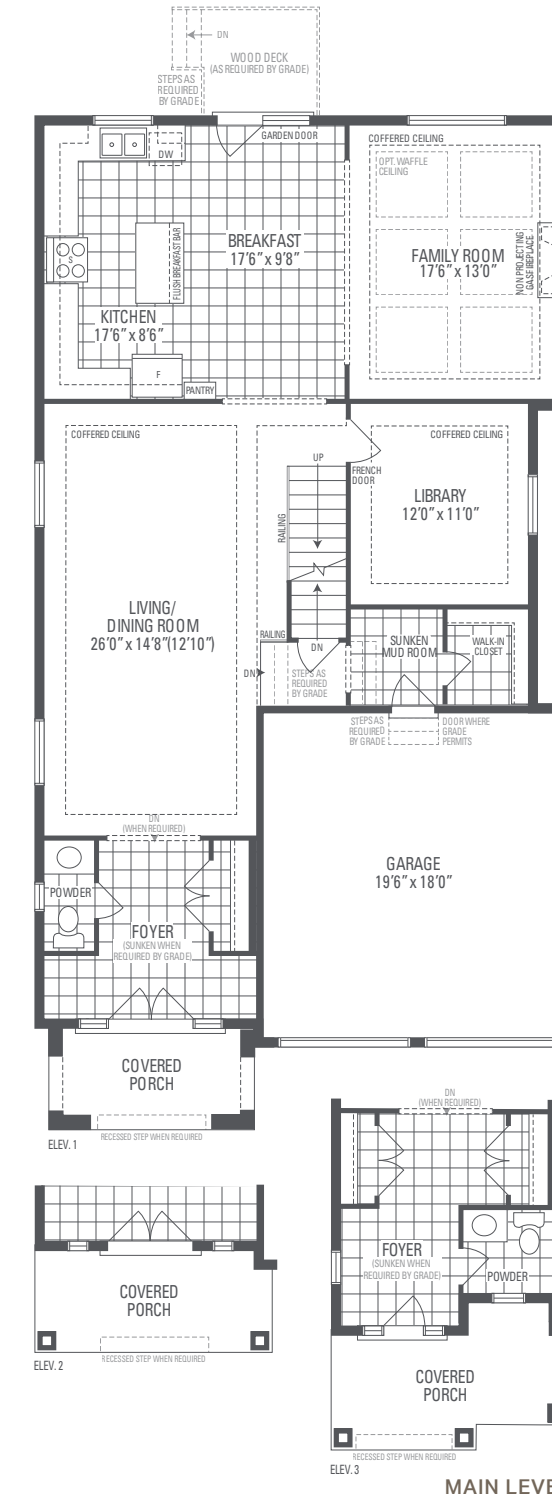 DN
WOOD DECK
(AS REQUIRED BY GRADE)
STEPS AS
REQUIRED
BY GRADE
GARDEN DOOR
DW
COFFERED CEILING
OPT. WAFFLE
CEILING
S
FLUSH BREAKFAST BAR
BREAKFAST
17'6" x 9'8"
FAMILY ROOM
17'6" x 13'0"
NON PROJECTING
GAS FIREPLACE
KITCHEN
17'6" x 8'6"
F
PANTRY
COFFERED CEILING
COFFERED CEILING
UP
FRENCH
DOOR
RAILING
LIBRARY
12'0" x 11'0"
LIVING/
DINING ROOM
26'0" x 14'8"(12'10")
RAILING
DN
DN
STEPS AS
REQUIRED
BY GRADE
SUNKEN
MUD ROOM
WALK-IN
CLOSET
STEPS AS
REQUIRED
BY GRADE
DOOR WHERE
GRADE
PERMITS
DN
(WHEN REQUIRED)
GARAGE
19'6" x 18'0"
POWDER
FOYER
(SUNKEN WHEN
REQUIRED BY GRADE)
COVERED
PORCH
RECESSED STEP WHEN REQUIRED
ELEV. 1
DN
(WHEN REQUIRED)
FOYER
(SUNKEN WHEN
REQUIRED BY GRADE)
POWDER
COVERED
PORCH
RECESSED STEP WHEN REQUIRED
ELEV. 2
COVERED
PORCH
RECESSED STEP WHEN REQUIRED
ELEV. 3
MAIN LEVE